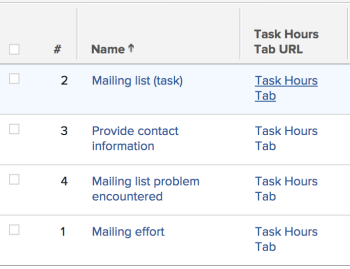 # Name ↑ Task Hours
Tab URL
2 Mailing list (task) Task Hours
Tab
3 Provide contact Task Hours
information Tab
4 Mailing list problem Task Hours
encountered Tab
1 Mailing effort Task Hours
Tab